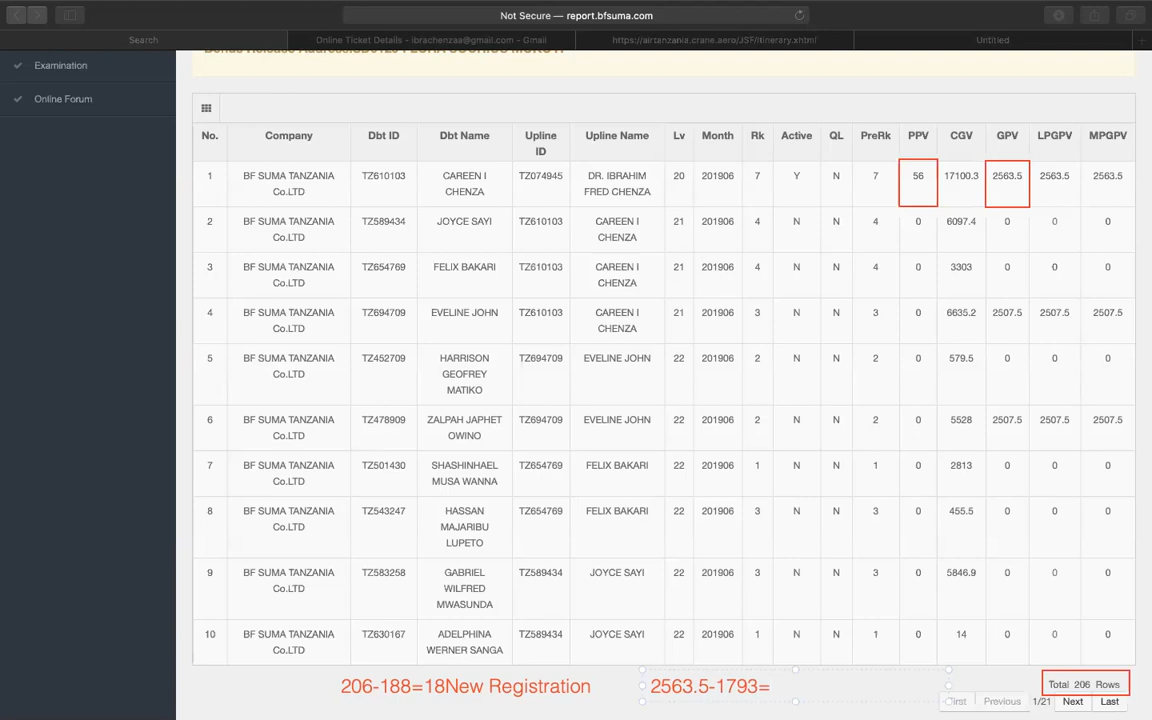 Not Secure — report.bfsuma.com
Search
Online Ticket Details - ibrachenzaa@gmail.com - Gmail
https://airtanzania.crane.aero/JSF/itinerary.xhtml
Untitled
Examination
Online Forum
No. Company Dbt ID Dbt Name Upline ID Upline Name Lv Month Rk Active QL PreRk PPV CGV GPV LPGPV MPGPV
1 BF SUMA TANZANIA Co.LTD TZ610103 CAREEN I CHENZA TZ074945 DR. IBRAHIM FRED CHENZA 20 201906 7 Y N 7 56 17100.3 2563.5 2563.5 2563.5
2 BF SUMA TANZANIA Co.LTD TZ589434 JOYCE SAYI TZ610103 CAREEN I CHENZA 21 201906 4 N N 4 0 6097.4 0 0 0
3 BF SUMA TANZANIA Co.LTD TZ654769 FELIX BAKARI TZ610103 CAREEN I CHENZA 21 201906 4 N N 4 0 3303 0 0 0
4 BF SUMA TANZANIA Co.LTD TZ694709 EVELINE JOHN TZ610103 CAREEN I CHENZA 21 201906 3 N N 3 0 6635.2 2507.5 2507.5 2507.5
5 BF SUMA TANZANIA Co.LTD TZ452709 HARRISON GEOFREY MATIKO TZ694709 EVELINE JOHN 22 201906 2 N N 2 0 579.5 0 0 0
6 BF SUMA TANZANIA Co.LTD TZ478909 ZALPAH JAPHET OWINO TZ694709 EVELINE JOHN 22 201906 2 N N 2 0 5528 2507.5 2507.5 2507.5
7 BF SUMA TANZANIA Co.LTD TZ501430 SHASHINHAEL MUSA WANNA TZ654769 FELIX BAKARI 22 201906 1 N N 1 0 2813 0 0 0
8 BF SUMA TANZANIA Co.LTD TZ543247 HASSAN MAJARIBU LUPETO TZ654769 FELIX BAKARI 22 201906 3 N N 3 0 455.5 0 0 0
9 BF SUMA TANZANIA Co.LTD TZ583258 GABRIEL WILFRED MWASUNDA TZ589434 JOYCE SAYI 22 201906 3 N N 3 0 5846.9 0 0 0
10 BF SUMA TANZANIA Co.LTD TZ630167 ADELPHINA WERNER SANGA TZ589434 JOYCE SAYI 22 201906 1 N N 1 0 14 0 0 0
206-188=18New Registration 2563.5-1793= Total 206 Rows
First Previous 1/21 Next Last